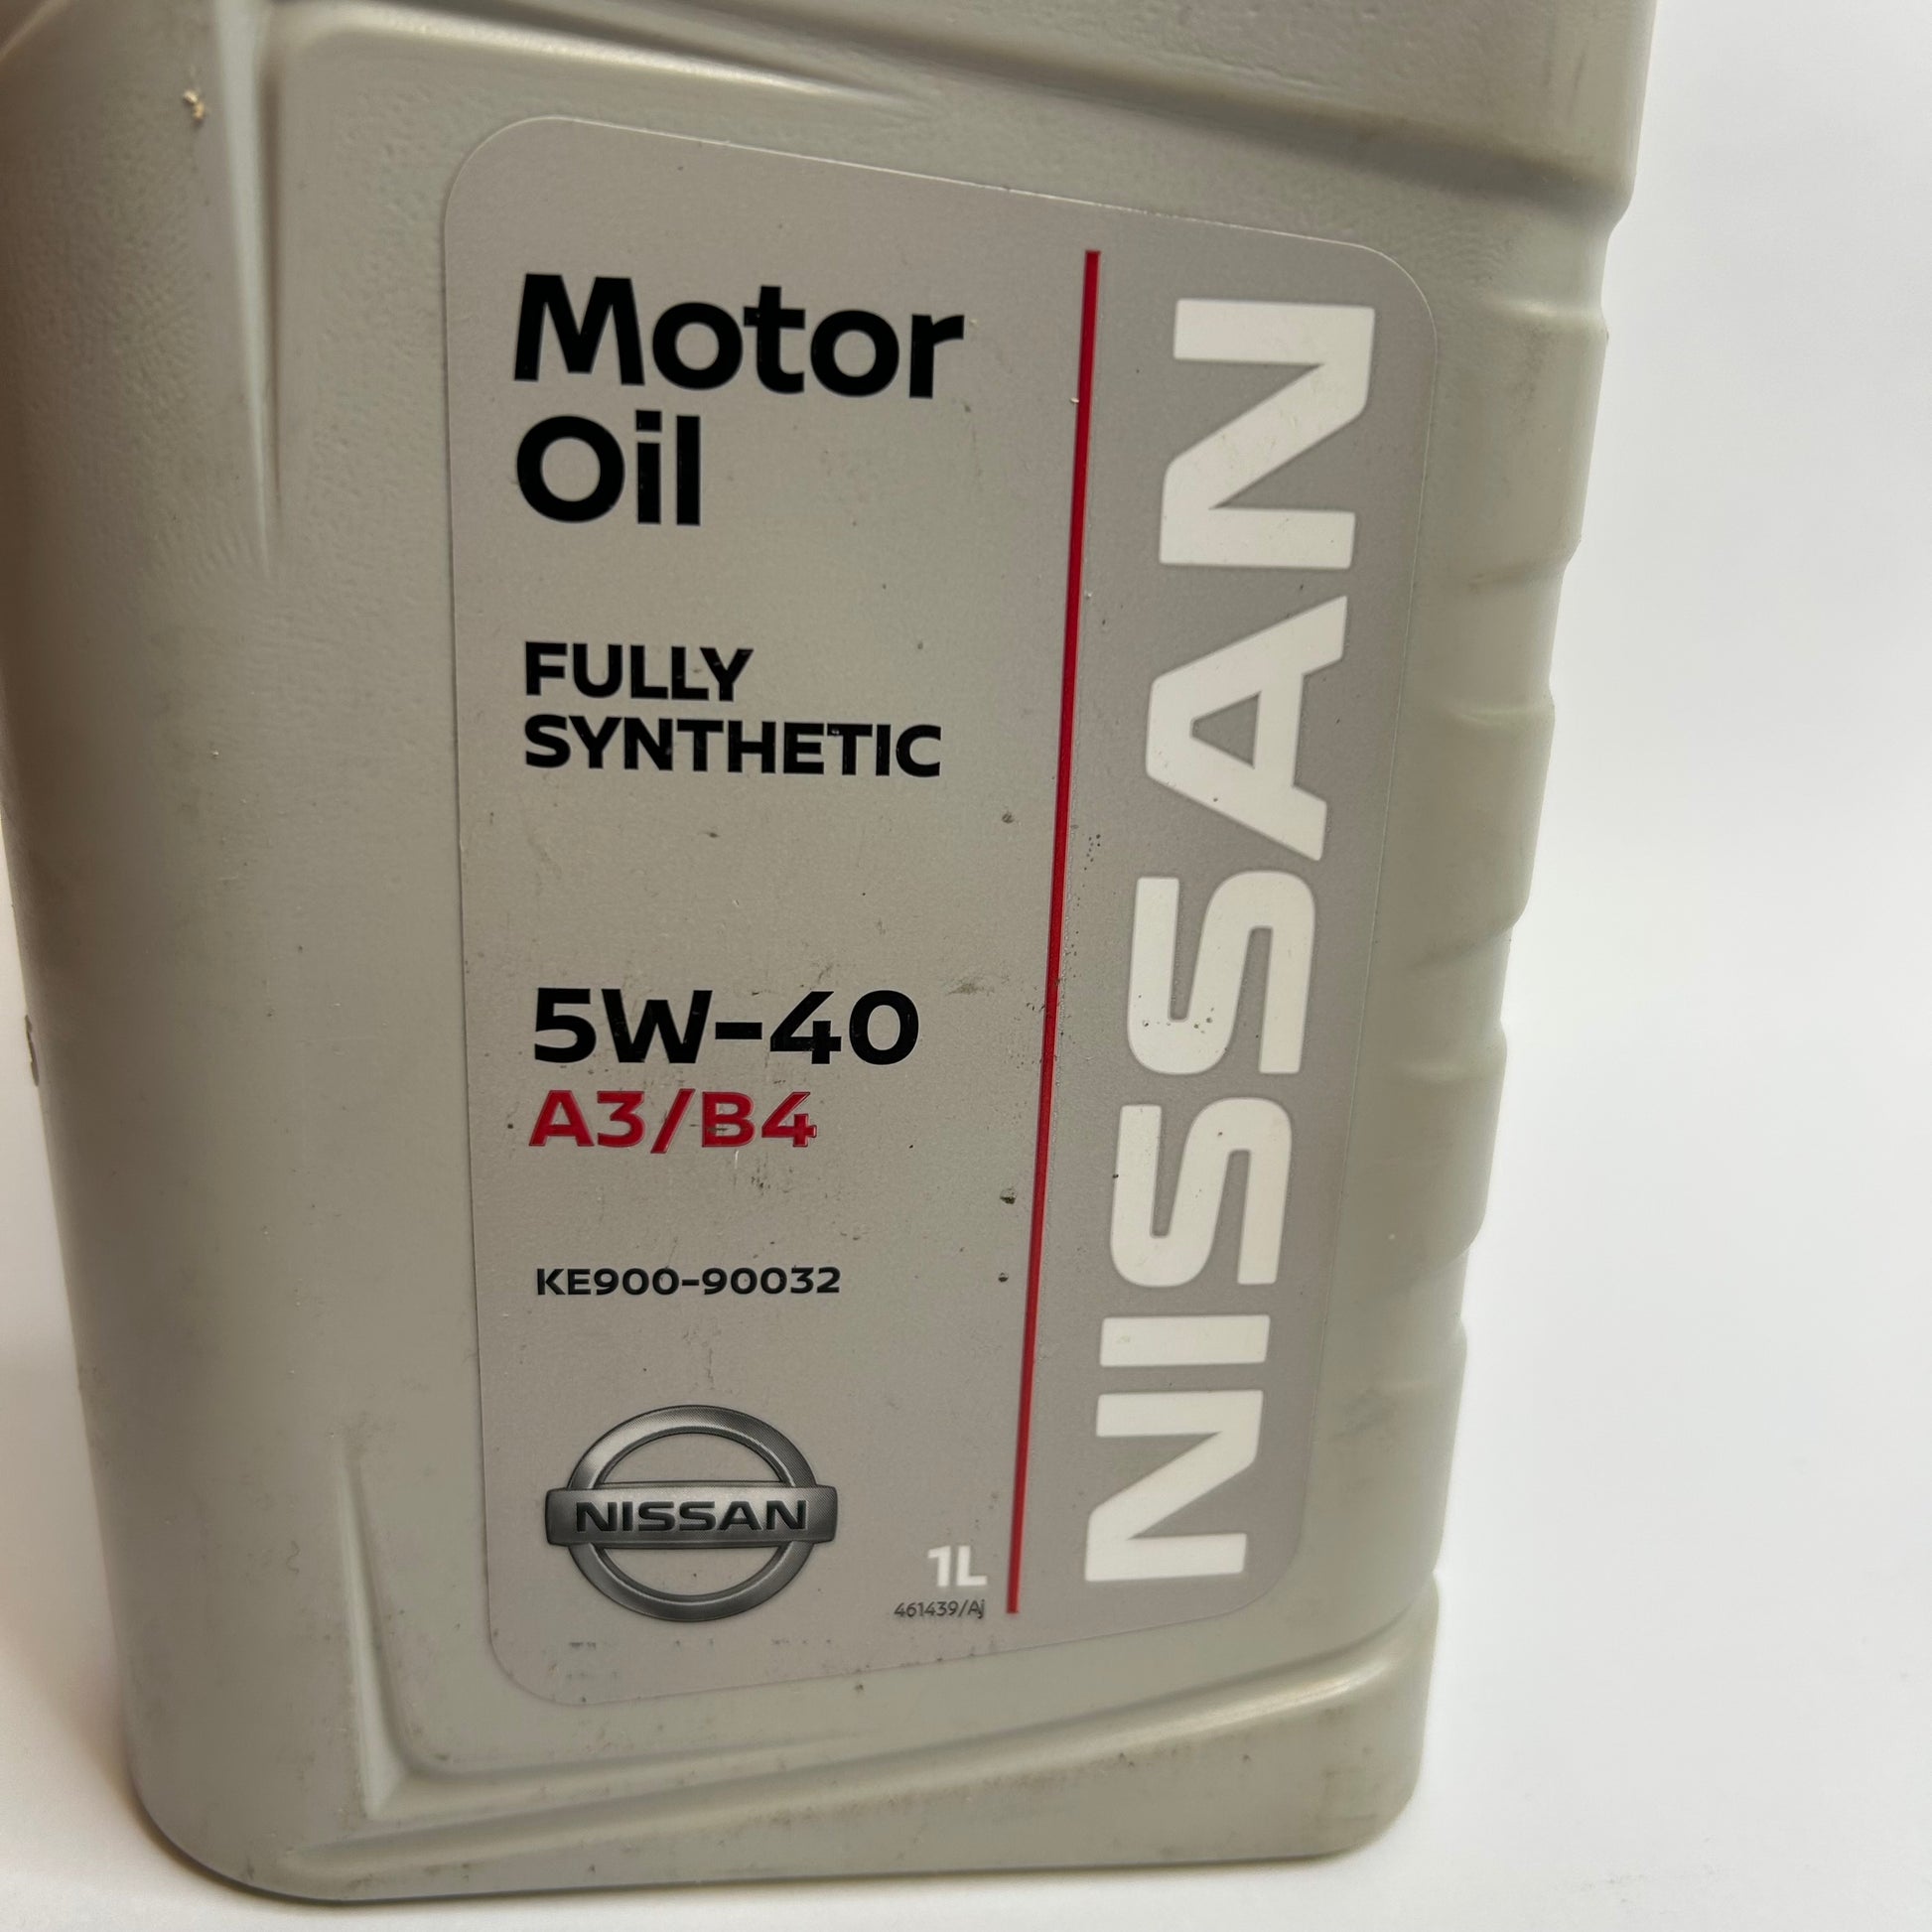 Motor
Oil
FULLY
SYNTHETIC
5W-40
A3/B4
KE900-90032
NISSAN
1L
461439/Aj
NISSAN